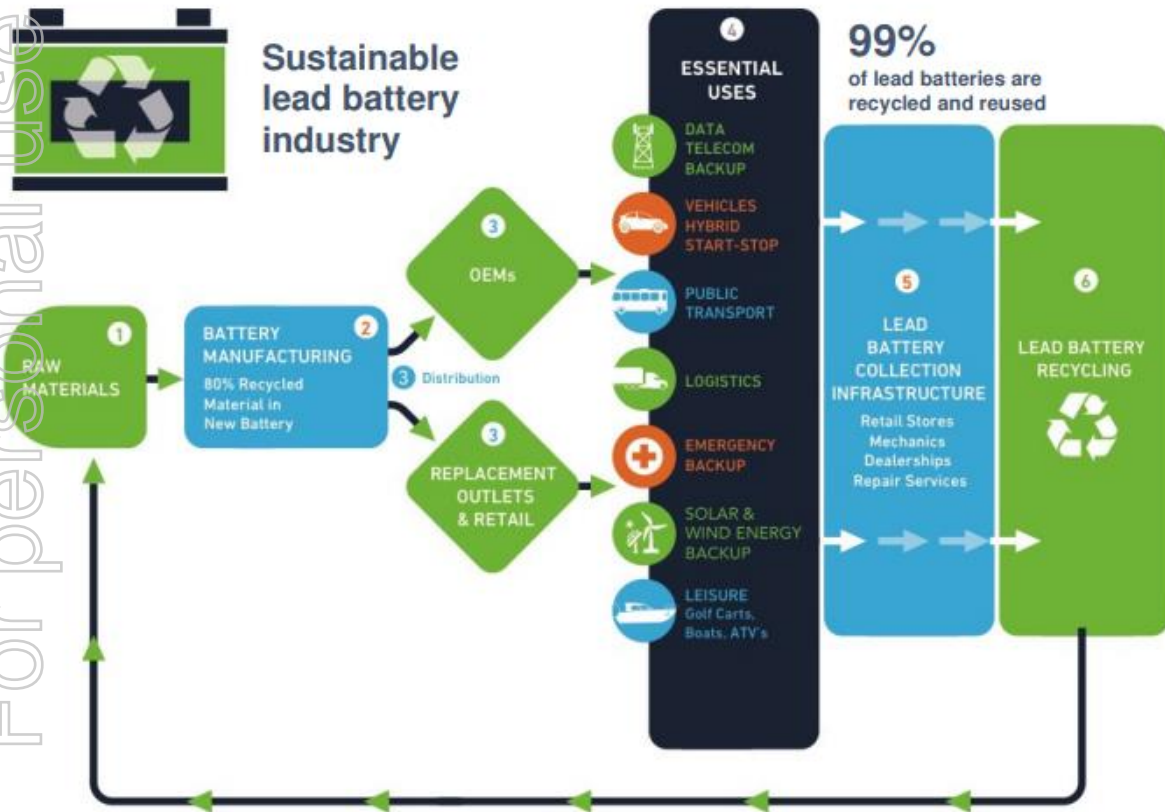 For personal use
Sustainable
lead battery
industry
1
RAW
MATERIALS
2
BATTERY
MANUFACTURING
80% Recycled
Material in
New Battery
3 Distribution
3
OEMs
3
REPLACEMENT
OUTLETS
& RETAIL
4
ESSENTIAL
USES
DATA
TELECOM
BACKUP
VEHICLES
HYBRID
START-STOP
PUBLIC
TRANSPORT
LOGISTICS
EMERGENCY
BACKUP
SOLAR &
WIND ENERGY
BACKUP
LEISURE
Golf Carts,
Boats, ATV's
99%
of lead batteries are
recycled and reused
5
LEAD
BATTERY
COLLECTION
INFRASTRUCTURE
Retail Stores
Mechanics
Dealerships
Repair Services
6
LEAD BATTERY
RECYCLING